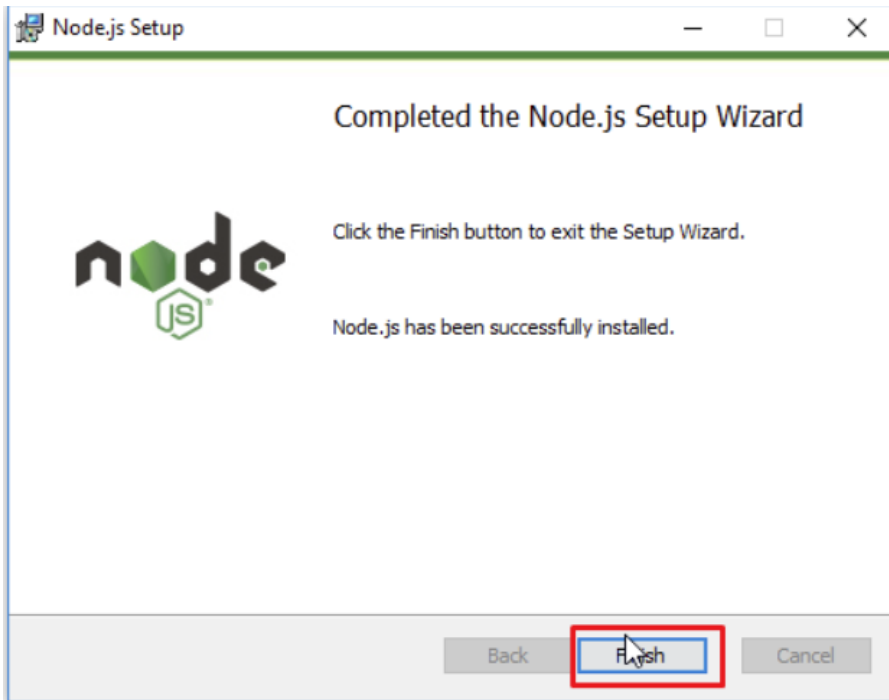 Node.js Setup
Completed the Node.js Setup Wizard
Click the Finish button to exit the Setup Wizard.
node
JS®
Node.js has been successfully installed.
Back
Finish
Cancel